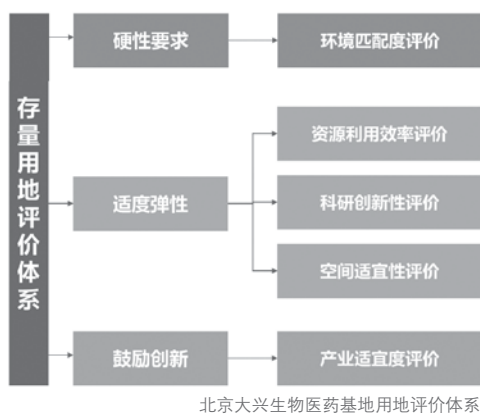 存量用地评价体系
硬性要求
环境匹配度评价
适度弹性
资源利用效率评价
科研创新性评价
空间适宜性评价
鼓励创新
产业适宜度评价
北京大兴生物医药基地用地评价体系